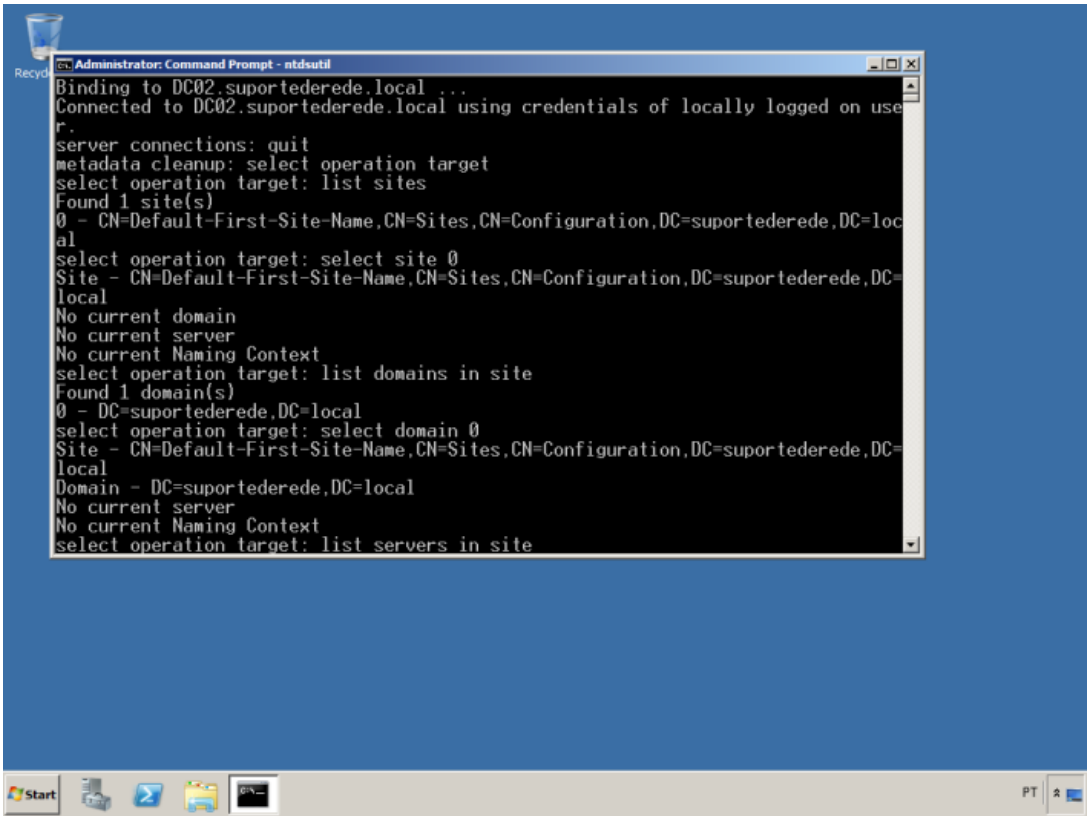 Recycle
Administrator: Command Prompt - ntdsutil
Binding to DC02.suportederede.local ...
Connected to DC02.suportederede.local using credentials of locally logged on use
r.
server connections: quit
metadata cleanup: select operation target
select operation target: list sites
Found 1 site(s)
0 - CN=Default-First-Site-Name,CN=Sites,CN=Configuration,DC=suportederede,DC=loc
al
select operation target: select site 0
Site - CN=Default-First-Site-Name,CN=Sites,CN=Configuration,DC=suportederede,DC=
local
No current domain
No current server
No current Naming Context
select operation target: list domains in site
Found 1 domain(s)
0 - DC=suportederede,DC=local
select operation target: select domain 0
Site - CN=Default-First-Site-Name,CN=Sites,CN=Configuration,DC=suportederede,DC=
local
Domain - DC=suportederede,DC=local
No current server
No current Naming Context
select operation target: list servers in site
Start
PT